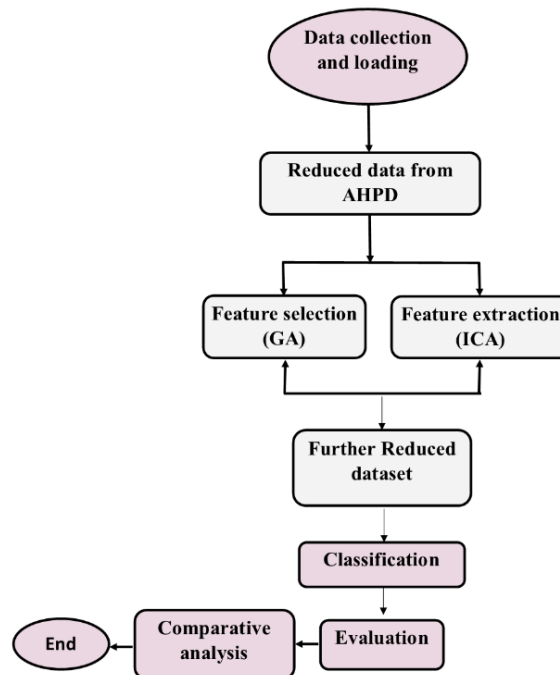 Data collection
and loading
Reduced data from
AHPD
Feature selection
(GA)
Feature extraction
(ICA)
Further Reduced
dataset
Classification
Evaluation
Comparative
analysis
End